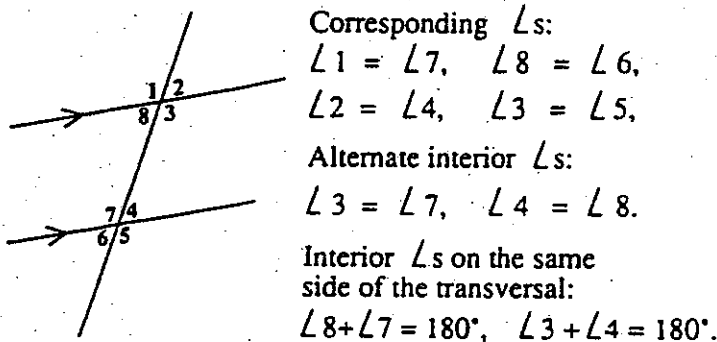 Corresponding ∠s:
1 2
∠1 = ∠7, ∠8 = ∠6,
8 3
∠2 = ∠4, ∠3 = ∠5,
Alternate interior ∠s:
7 4
∠3 = ∠7, ∠4 = ∠8.
6 5
Interior ∠s on the same
side of the transversal:
∠8+∠7 = 180°, ∠3+∠4 = 180°.